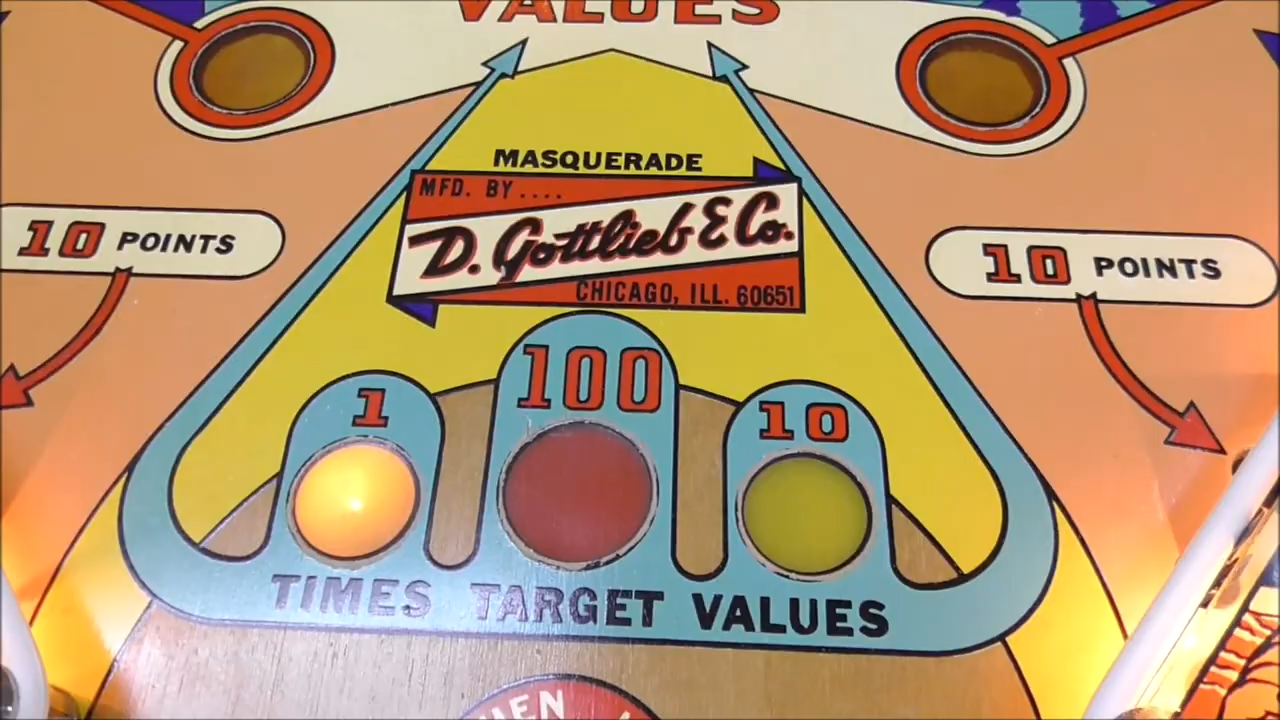 VALUES
MASQUERADE
MFD. BY....
D. Gottlieb & Co.
CHICAGO, ILL. 60651
10 POINTS
10 POINTS
1
100
10
TIMES TARGET VALUES